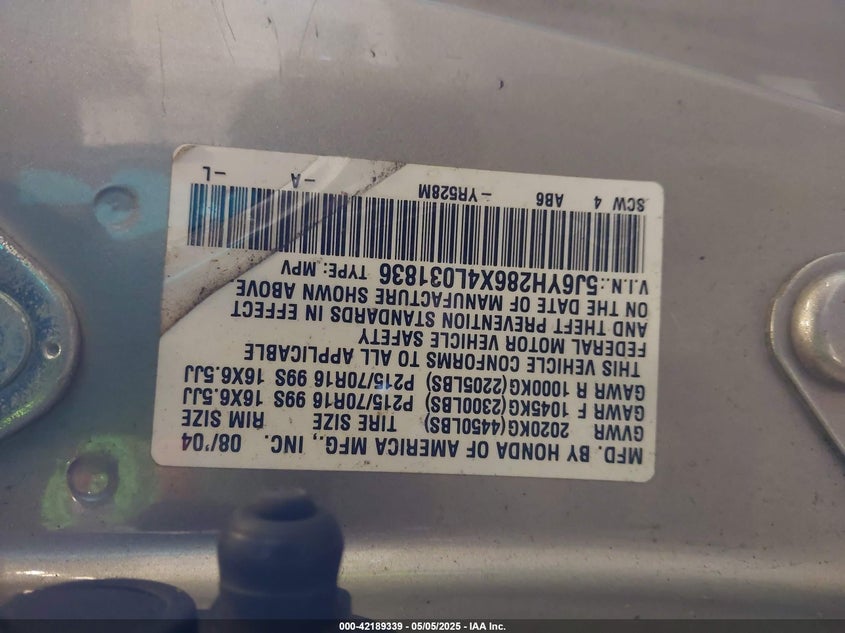 MFD. BY HONDA OF AMERICA MFG., INC. 08/'04
GVWR 2020KG(4450LBS) TIRE SIZE RIM SIZE
GAWR F 1045KG(2300LBS) P215/70R16 99S 16X6.5JJ
GAWR R 1000KG(2205LBS) P215/70R16 99S 16X6.5JJ
THIS VEHICLE CONFORMS TO ALL APPLICABLE
FEDERAL MOTOR VEHICLE SAFETY
AND THEFT PREVENTION STANDARDS IN EFFECT
ON THE DATE OF MANUFACTURE SHOWN ABOVE.
V.I.N.:5J6YH286X4L031836 TYPE: MPV
SCW 4 AB6 -YR528M -A -L
000-42189339 - 05/05/2025 - IAA Inc.